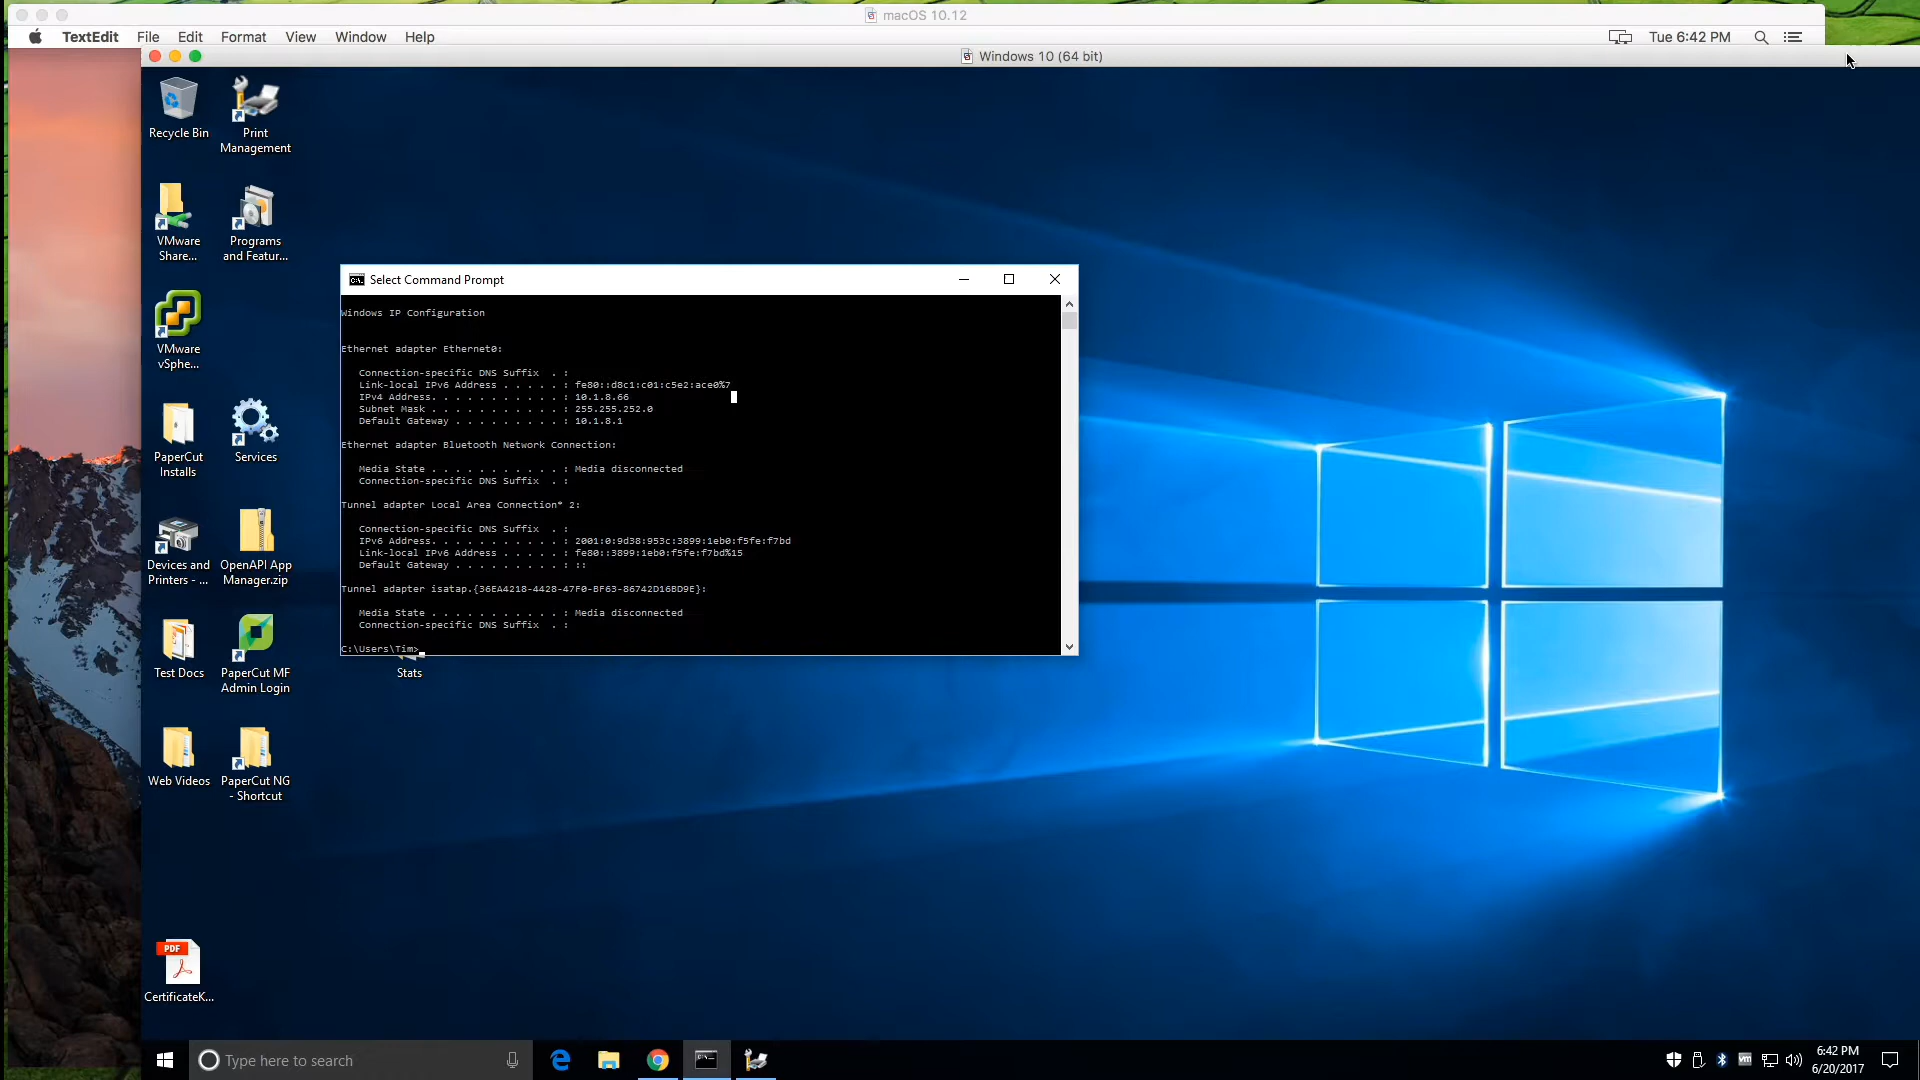 macOS 10.12
TextEdit File Edit Format View Window Help
Tue 6:42 PM
Windows 10 (64 bit)
Recycle Bin
Print
Management
VMware
Share...
Programs
and Featur...
VMware
vSphe...
PaperCut
Installs
Services
Devices and
Printers - ...
OpenAPI App
Manager.zip
Test Docs
PaperCut MF
Admin Login
Stats
Web Videos
PaperCut NG
- Shortcut
PDF
CertificateK...
Select Command Prompt
Windows IP Configuration
Ethernet adapter Ethernet0:
Connection-specific DNS Suffix . :
Link-local IPv6 Address . . . . . : fe80::d8c1:c01:c5e2:ace0%7
IPv4 Address. . . . . . . . . . . : 10.1.8.66
Subnet Mask . . . . . . . . . . . : 255.255.252.0
Default Gateway . . . . . . . . . : 10.1.8.1
Ethernet adapter Bluetooth Network Connection:
Media State . . . . . . . . . . . : Media disconnected
Connection-specific DNS Suffix . :
Tunnel adapter Local Area Connection* 2:
Connection-specific DNS Suffix . :
IPv6 Address. . . . . . . . . . . : 2001:0:9d38:953c:3899:1eb0:f5fe:f7bd
Link-local IPv6 Address . . . . . : fe80::3899:1eb0:f5fe:f7bd%15
Default Gateway . . . . . . . . . : ::
Tunnel adapter isatap.{36EA4218-4428-47F0-BF63-86742D16BD9E}:
Media State . . . . . . . . . . . : Media disconnected
Connection-specific DNS Suffix . :
C:\Users\Tim>
Type here to search
6:42 PM
6/20/2017